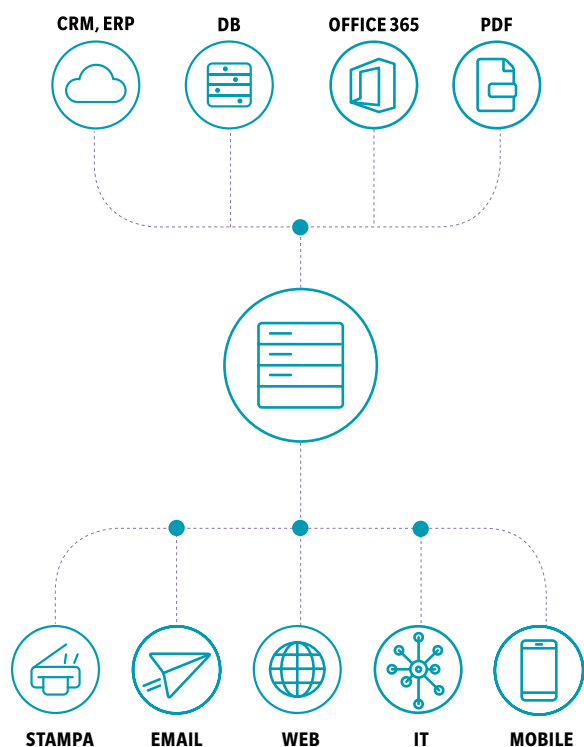 CRM, ERP
DB
OFFICE 365
PDF
STAMPA
EMAIL
WEB
IT
MOBILE